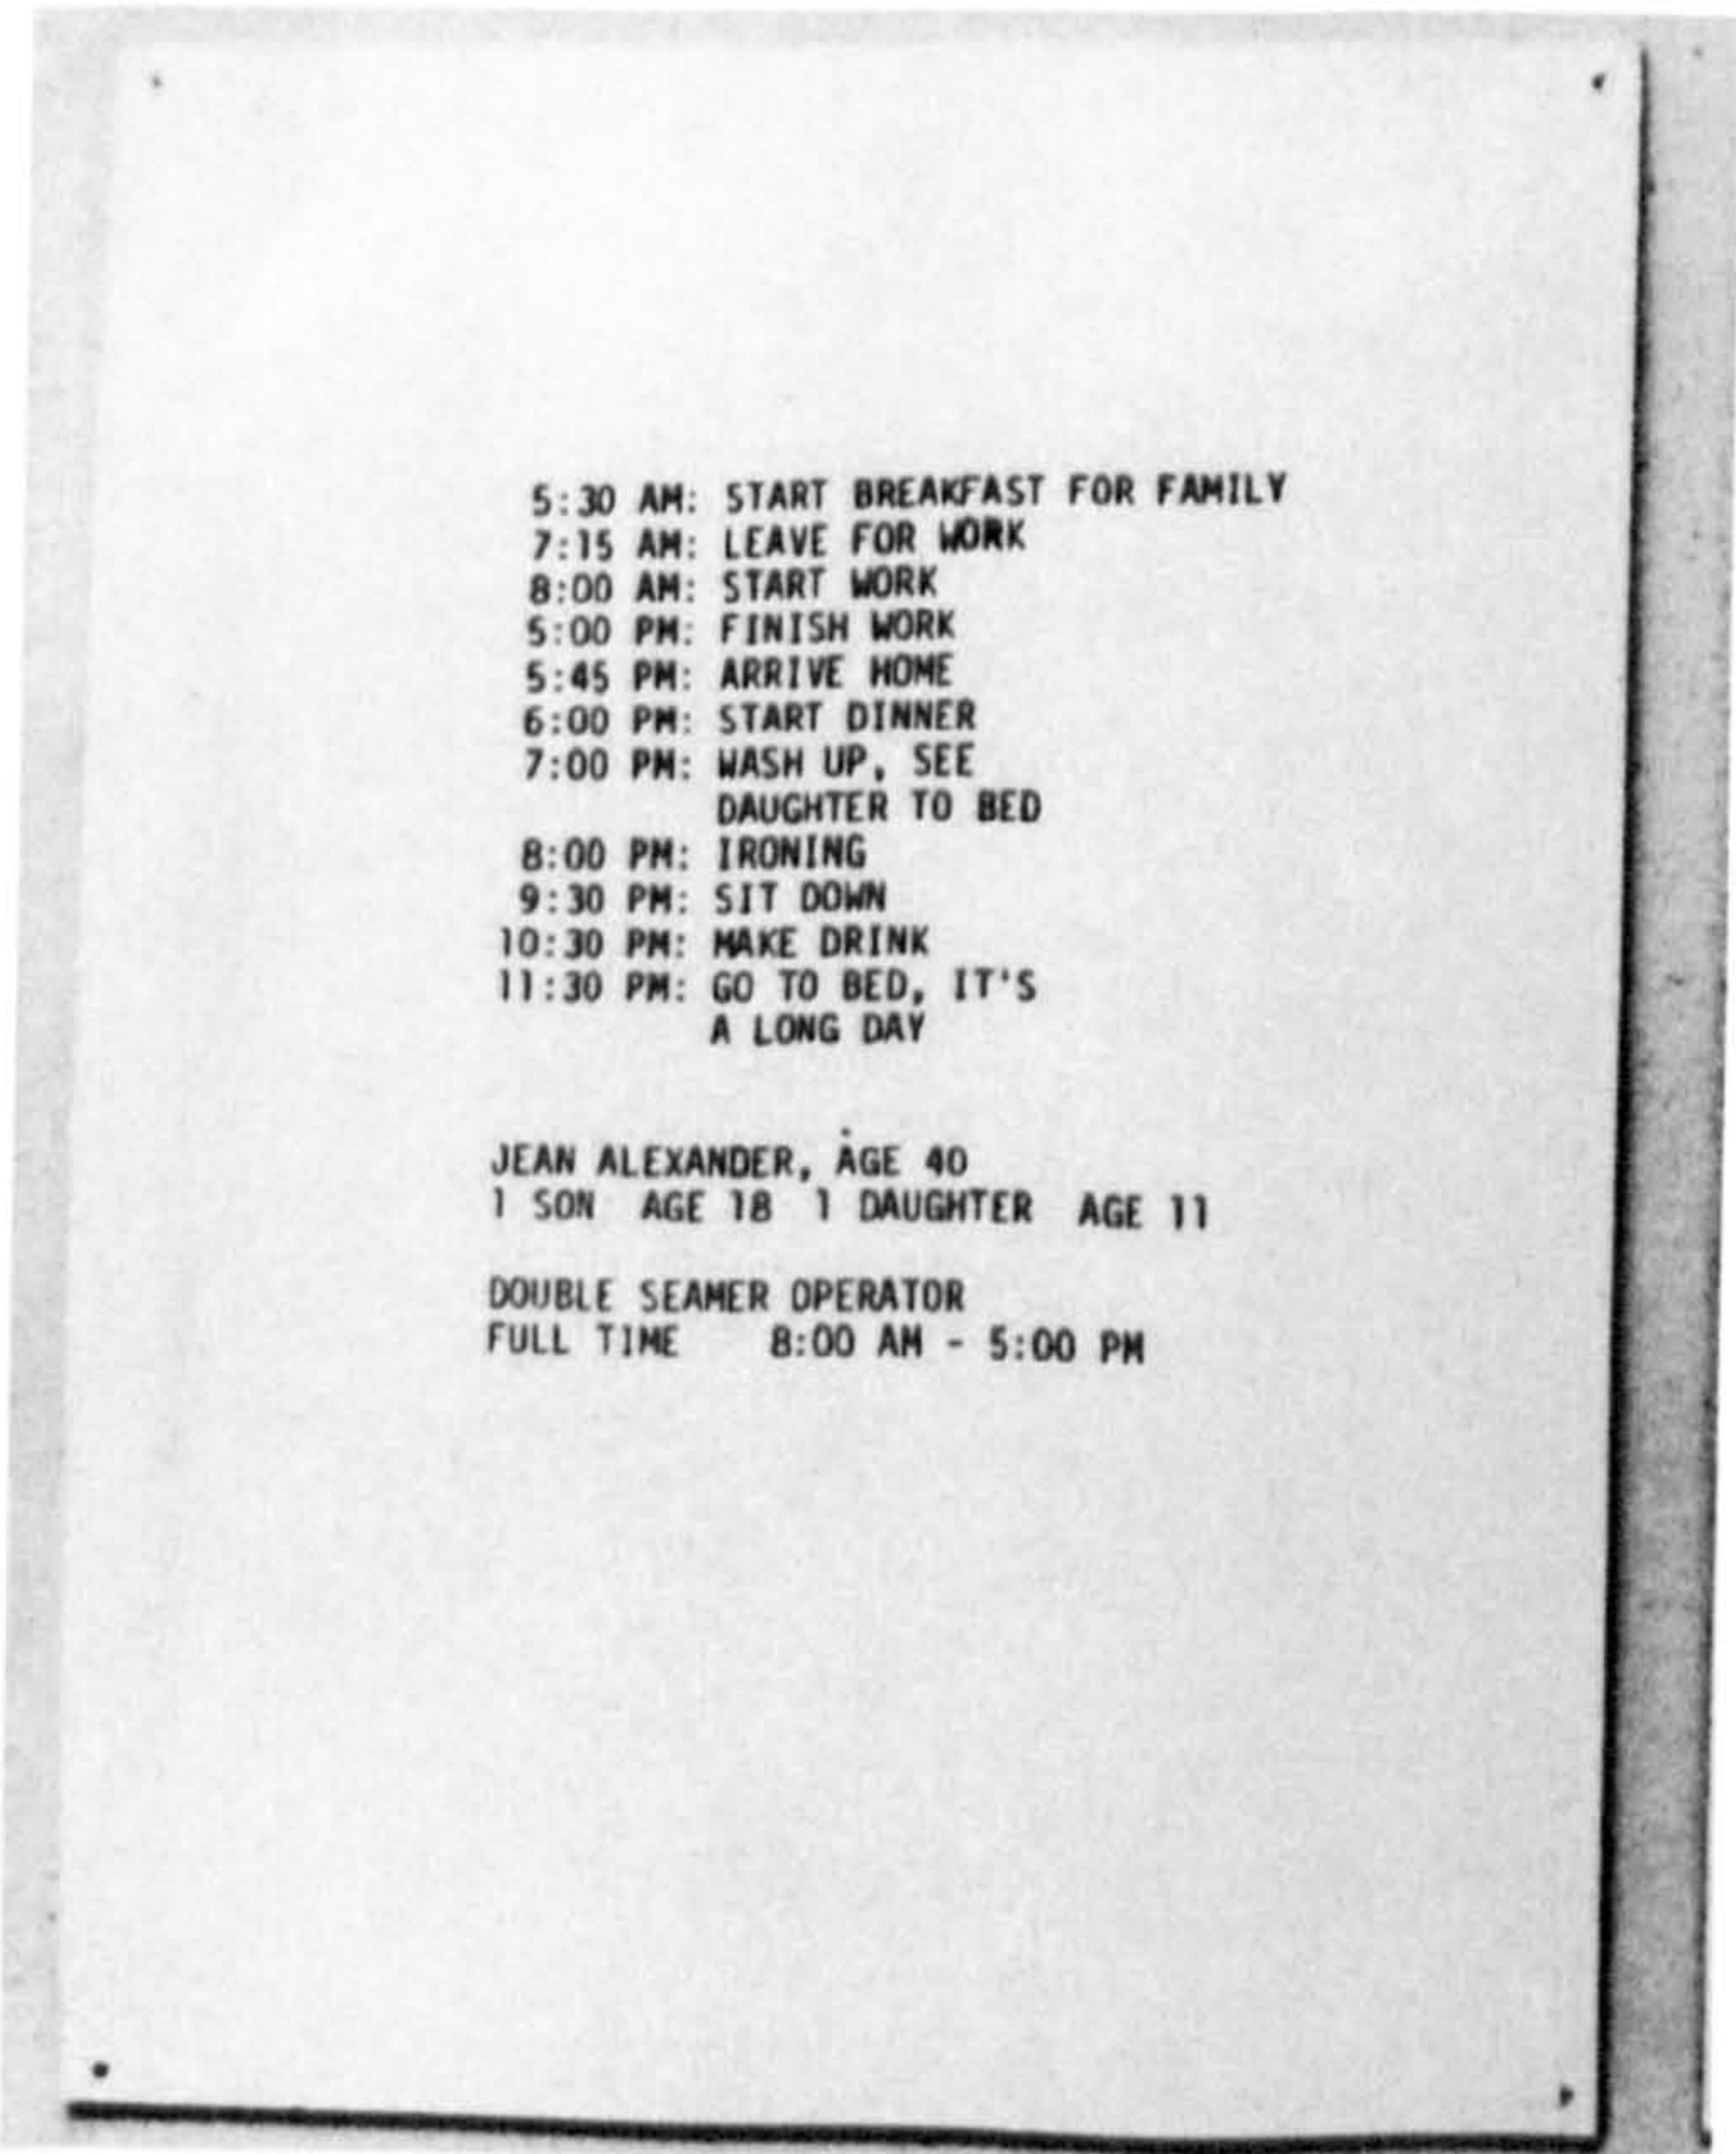 5:30 AM: START BREAKFAST FOR FAMILY
7:15 AM: LEAVE FOR WORK
8:00 AM: START WORK
5:00 PM: FINISH WORK
5:45 PM: ARRIVE HOME
6:00 PM: START DINNER
7:00 PM: WASH UP, SEE
DAUGHTER TO BED
8:00 PM: IRONING
9:30 PM: SIT DOWN
10:30 PM: MAKE DRINK
11:30 PM: GO TO BED, IT'S
A LONG DAY
JEAN ALEXANDER, AGE 40
1 SON AGE 18 1 DAUGHTER AGE 11
DOUBLE SEAMER OPERATOR
FULL TIME 8:00 AM - 5:00 PM